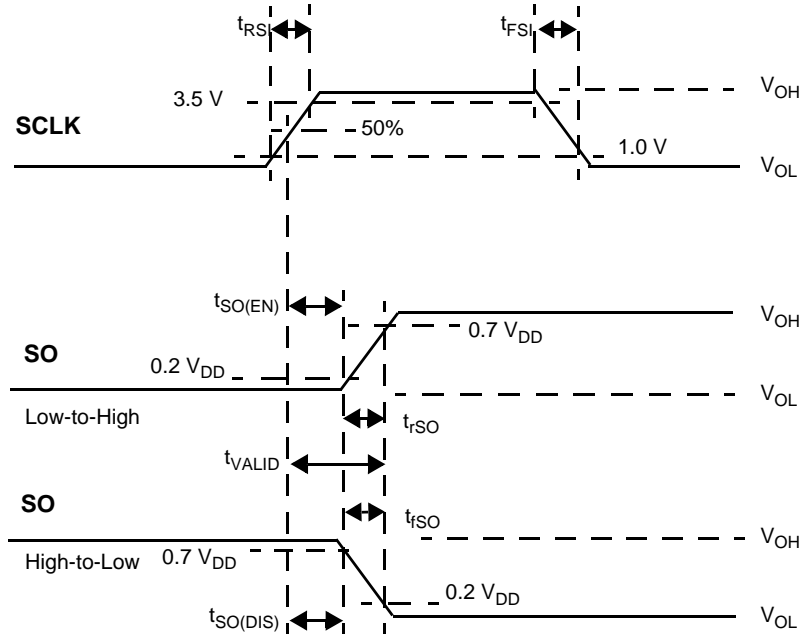 tRSI tFSI
3.5 V VOH
SCLK 50%
1.0 V
VOL
tSO(EN)
VOH
0.7 VDD
SO
0.2 VDD
VOL
Low-to-High trSO
tVALID
SO
tfSO
VOH
High-to-Low 0.7 VDD
0.2 VDD
tSO(DIS) VOL